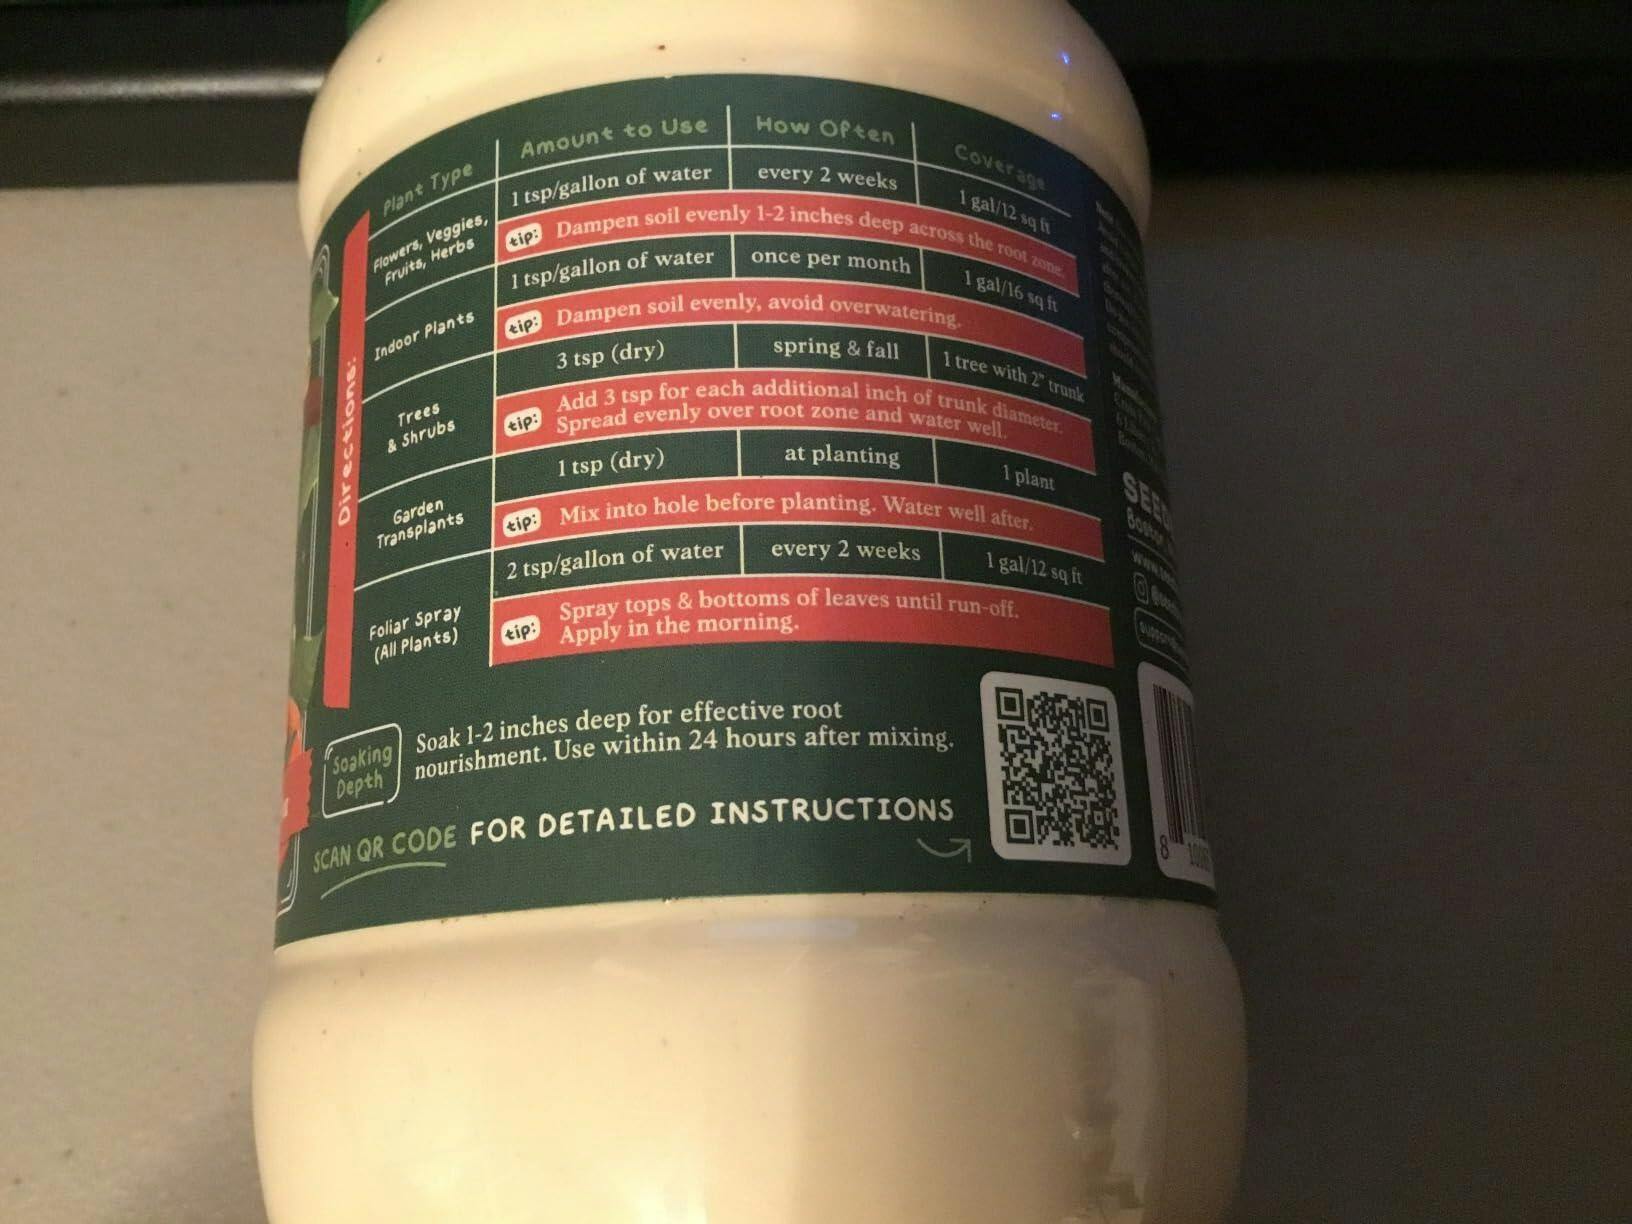 Directions:
Plant Type
Amount to Use
How Often
Coverage
Flowers, Veggies,
Fruits, Herbs
1 tsp/gallon of water
every 2 weeks
1 gal/12 sq ft
tip: Dampen soil evenly 1-2 inches deep across the root zone.
Indoor Plants
1 tsp/gallon of water
once per month
1 gal/16 sq ft
tip: Dampen soil evenly, avoid overwatering.
Trees
& Shrubs
3 tsp (dry)
spring & fall
1 tree with 2" trunk
tip: Add 3 tsp for each additional inch of trunk diameter.
Spread evenly over root zone and water well.
Garden
Transplants
1 tsp (dry)
at planting
1 plant
tip: Mix into hole before planting. Water well after.
Foliar Spray
(All Plants)
2 tsp/gallon of water
every 2 weeks
1 gal/12 sq ft
tip: Spray tops & bottoms of leaves until run-off.
Apply in the morning.
Soaking
Depth
Soak 1-2 inches deep for effective root
nourishment. Use within 24 hours after mixing.
SCAN QR CODE FOR DETAILED INSTRUCTIONS
8